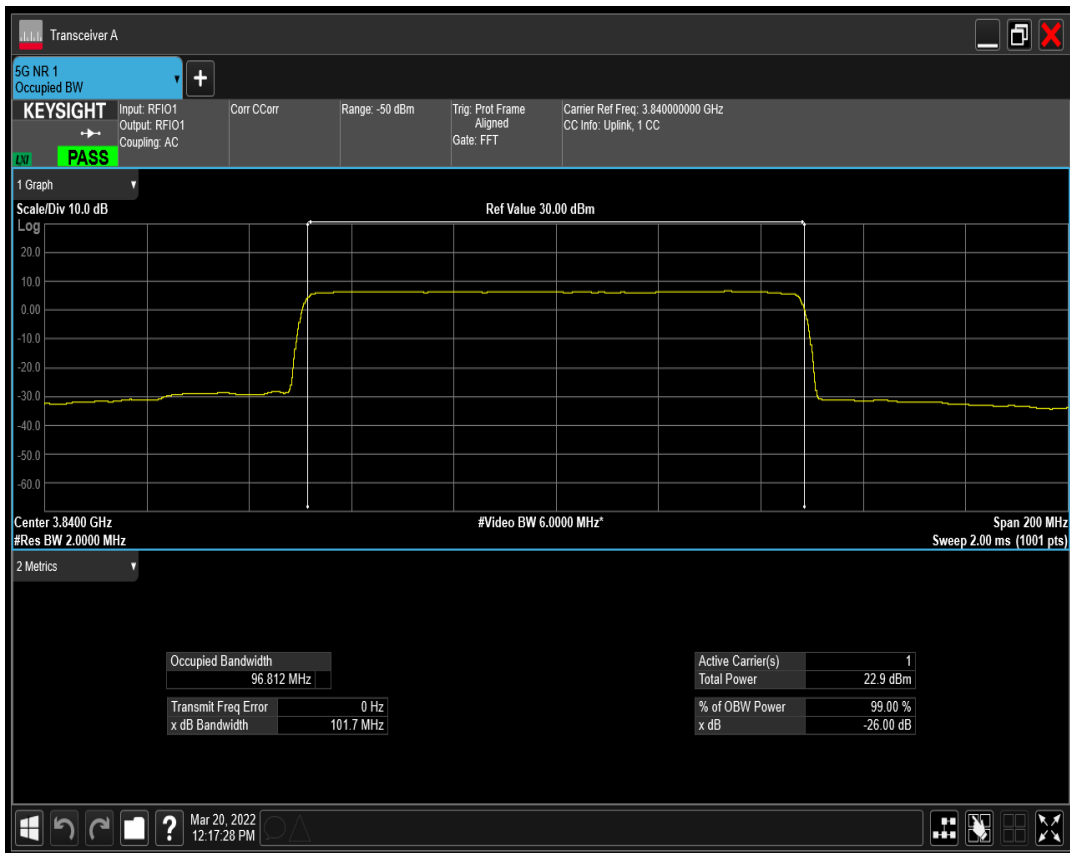 Transceiver A
5G NR 1
Occupied BW
+
KEYSIGHT
LXI
PASS
Input: RFIO1
Output: RFIO1
Coupling: AC
Corr CCorr
Range: -50 dBm
Trig: Prot Frame
Aligned
Gate: FFT
Carrier Ref Freq: 3.840000000 GHz
CC Info: Uplink, 1 CC
1 Graph
Scale/Div 10.0 dB
Ref Value 30.00 dBm
Log
20.0
10.0
0.00
-10.0
-20.0
-30.0
-40.0
-50.0
-60.0
Center 3.8400 GHz
#Video BW 6.0000 MHz*
Span 200 MHz
#Res BW 2.0000 MHz
Sweep 2.00 ms (1001 pts)
2 Metrics
Occupied Bandwidth
96.812 MHz
Transmit Freq Error 0 Hz
x dB Bandwidth 101.7 MHz
Active Carrier(s) 1
Total Power 22.9 dBm
% of OBW Power 99.00 %
x dB -26.00 dB
?
Mar 20, 2022
12:17:28 PM